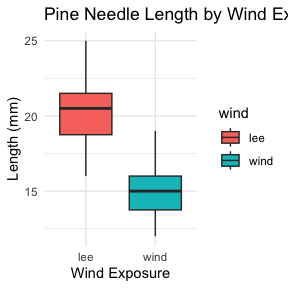 Pine Needle Length by Wind Ex
25
20
15
Length (mm)
lee
wind
Wind Exposure
wind
lee
wind